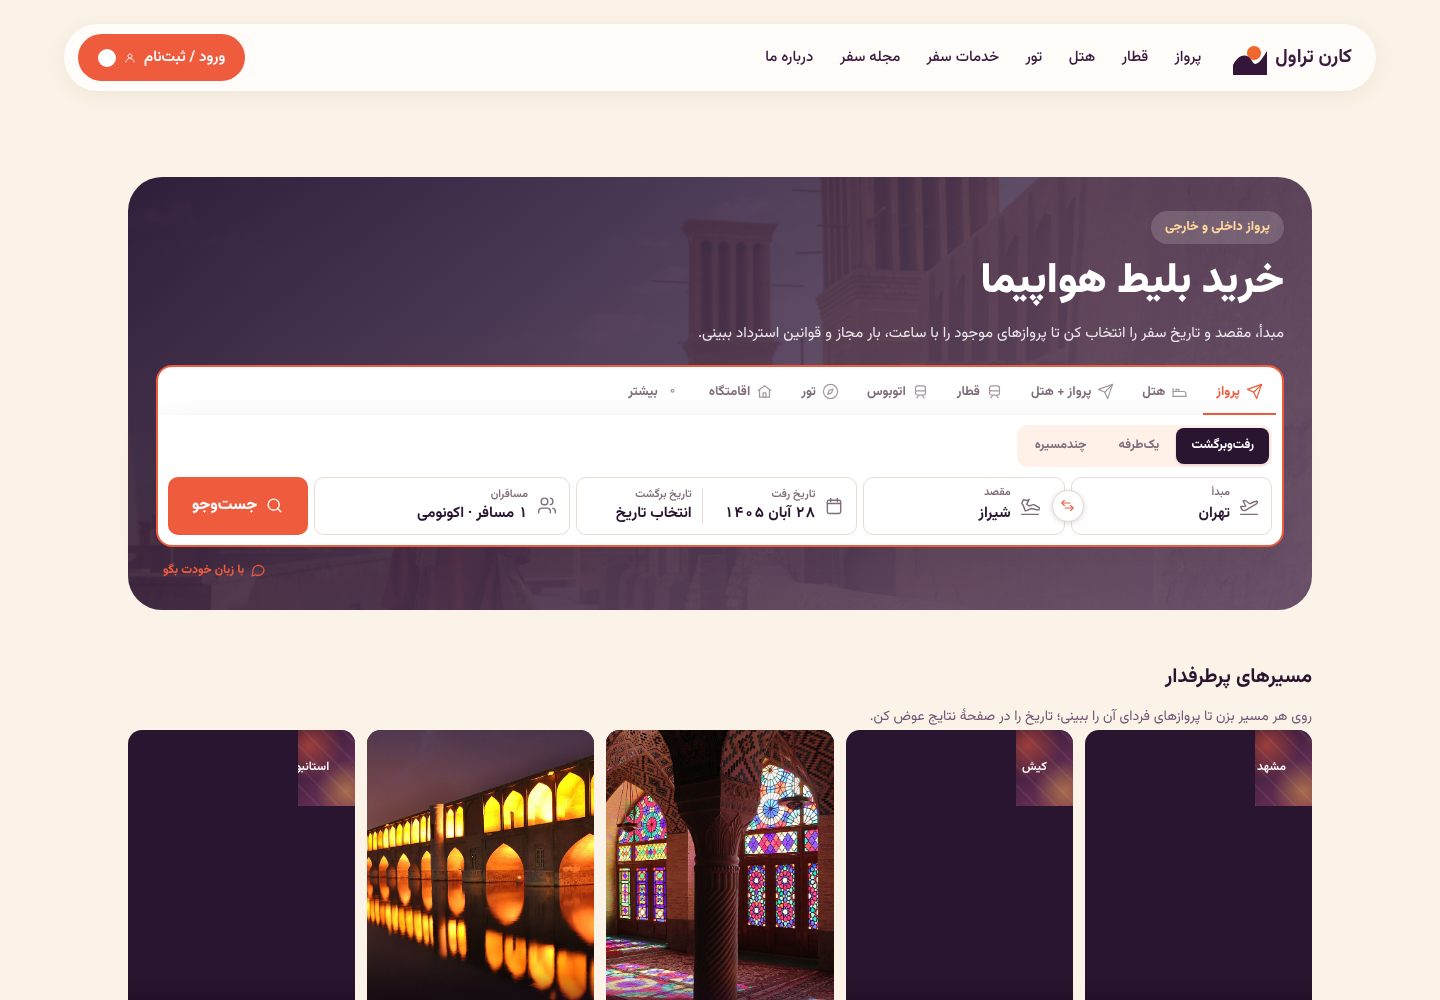 کارن تراول
پرواز
قطار
هتل
تور
خدمات سفر
مجله سفر
درباره ما
ورود / ثبت‌نام
پرواز داخلی و خارجی
خرید بلیط هواپیما
مبدأ، مقصد و تاریخ سفر را انتخاب کن تا پروازهای موجود را با ساعت، بار مجاز و قوانین استرداد ببینی.
پرواز
هتل
پرواز + هتل
قطار
اتوبوس
تور
اقامتگاه
بیشتر
رفت‌وبرگشت
یک‌طرفه
چندمسیره
مبدأ
تهران
مقصد
شیراز
تاریخ رفت
۲۸ آبان ۱۴۰۵
تاریخ برگشت
انتخاب تاریخ
مسافران
۱ مسافر · اکونومی
جست‌وجو
با زبان خودت بگو
مسیرهای پرطرفدار
روی هر مسیر بزن تا پروازهای فردای آن را ببینی؛ تاریخ را در صفحهٔ نتایج عوض کن.
مشهد
کیش
استانبو